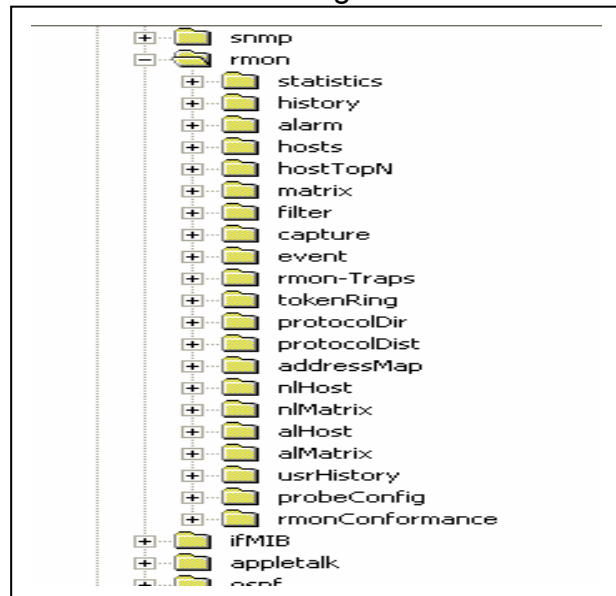 snmp
rmon
statistics
history
alarm
hosts
hostTopN
matrix
filter
capture
event
rmon-Traps
tokenRing
protocolDir
protocolDist
addressMap
nlHost
nlMatrix
alHost
alMatrix
usrHistory
probeConfig
rmonConformance
ifMIB
appletalk